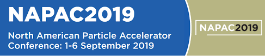 NAPAC2019
North American Particle Accelerator
Conference: 1-6 September 2019
NAPAC2019